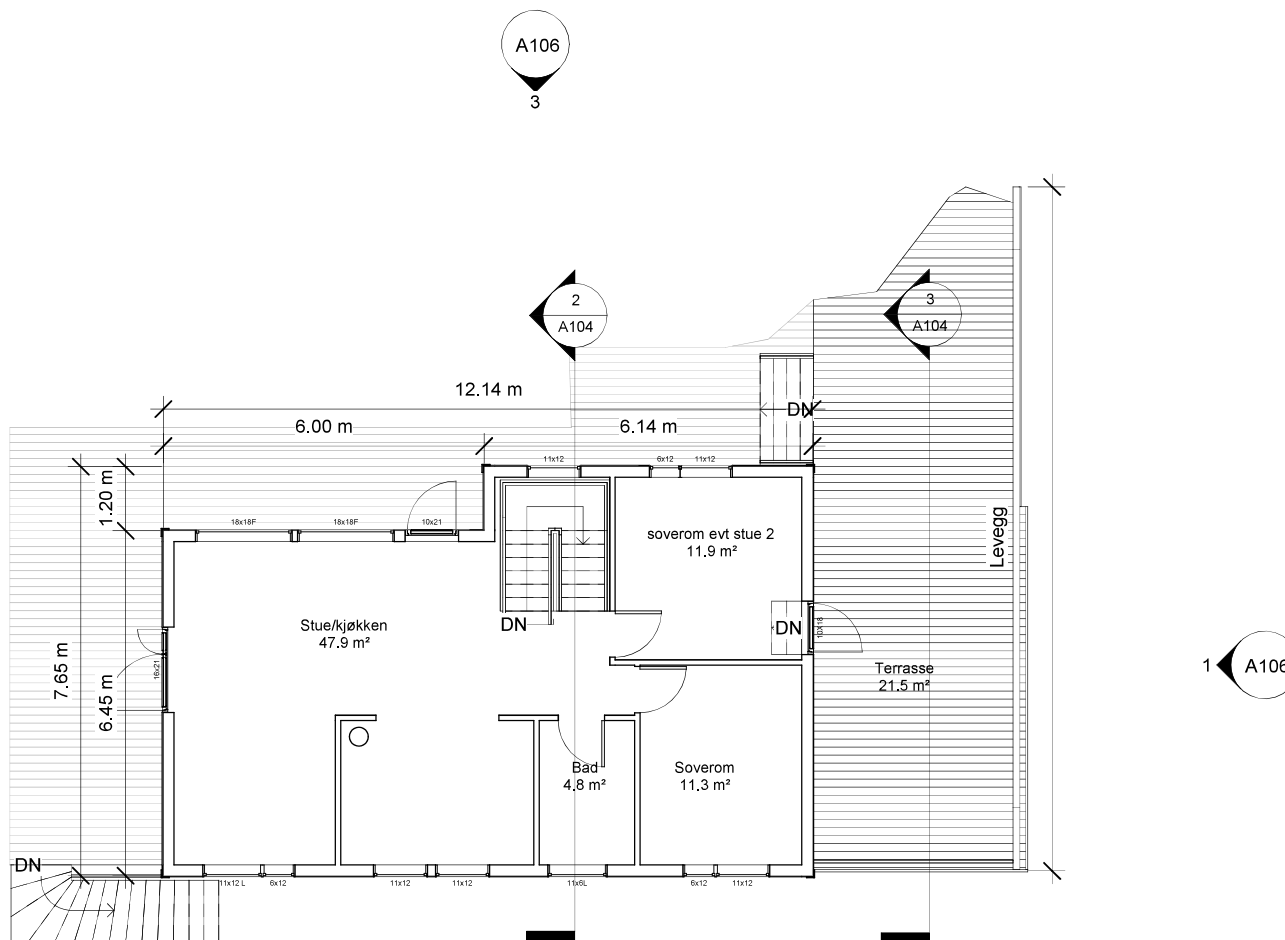 A106
3
2
A104
3
A104
12.14 m
DN
6.00 m
6.14 m
11x12
6x12
11x12
1.20 m
18x18F
18x18F
10x21
Levegg
soverom evt stue 2
11.9 m²
Stue/kjøkken
47.9 m²
DN
DN
10X18
7.65 m
6.45 m
16x21
Terrasse
21.5 m²
1
A106
Bad
4.8 m²
Soverom
11.3 m²
DN
11x12 L
6x12
11x12
11x12
11x6L
6x12
11x12